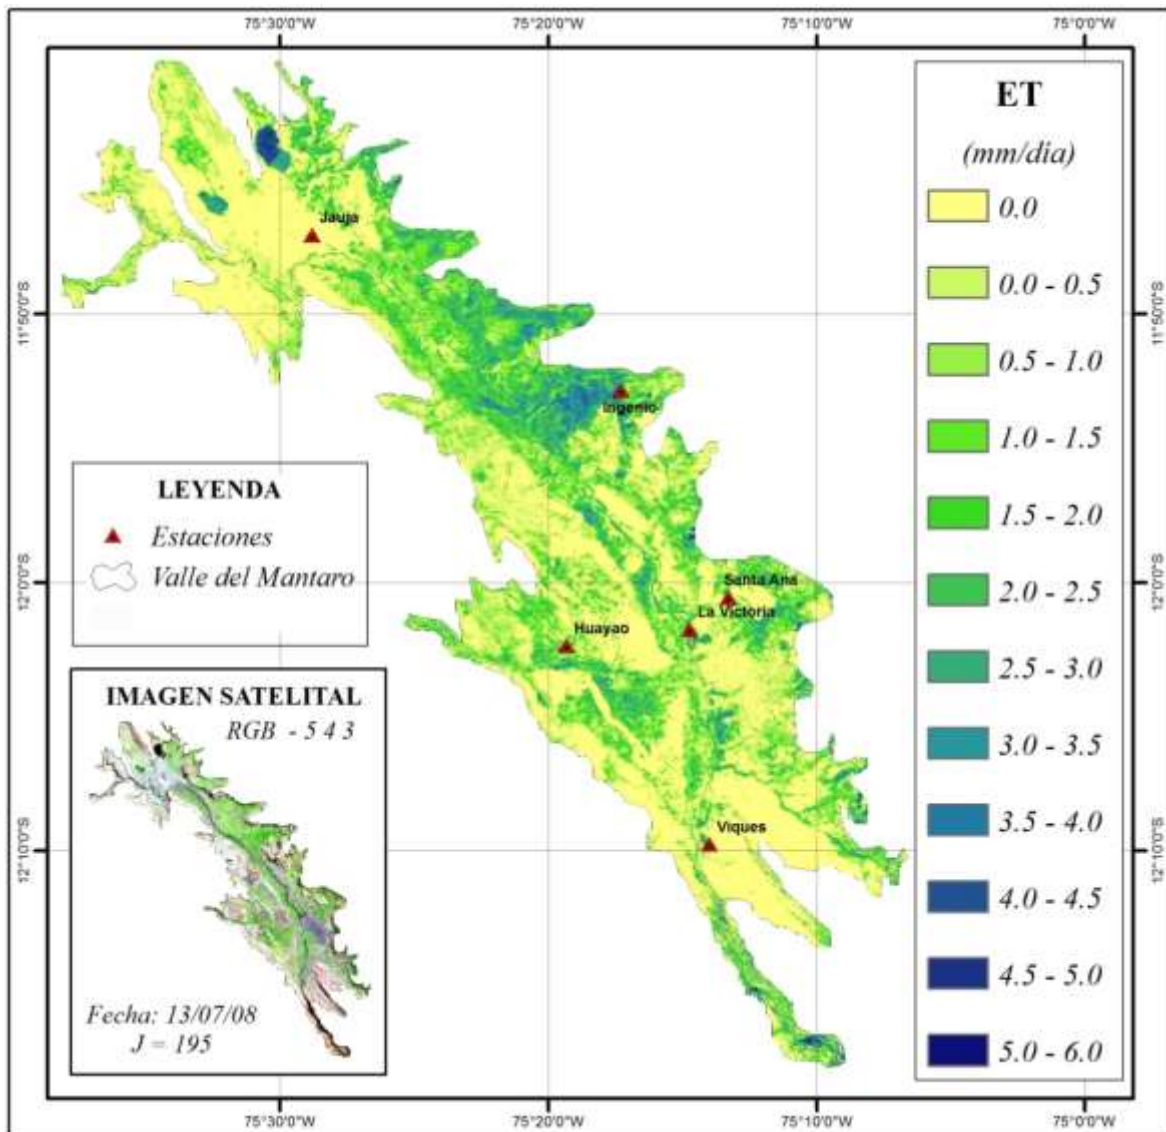 75°30'0"W 75°20'0"W 75°10'0"W 75°0'0"W
ET
(mm/día)
0.0
0.0 - 0.5
0.5 - 1.0
1.0 - 1.5
1.5 - 2.0
2.0 - 2.5
2.5 - 3.0
3.0 - 3.5
3.5 - 4.0
4.0 - 4.5
4.5 - 5.0
5.0 - 6.0
Jauja
Ingenio
Santa Ana
La Victoria
Huayao
Viques
LEYENDA
Estaciones
Valle del Mantaro
IMAGEN SATELITAL
RGB - 5 4 3
Fecha: 13/07/08
J = 195
11°50'0"S
12°0'0"S
12°10'0"S
11°50'0"S
12°0'0"S
12°10'0"S
75°30'0"W 75°20'0"W 75°10'0"W 75°0'0"W